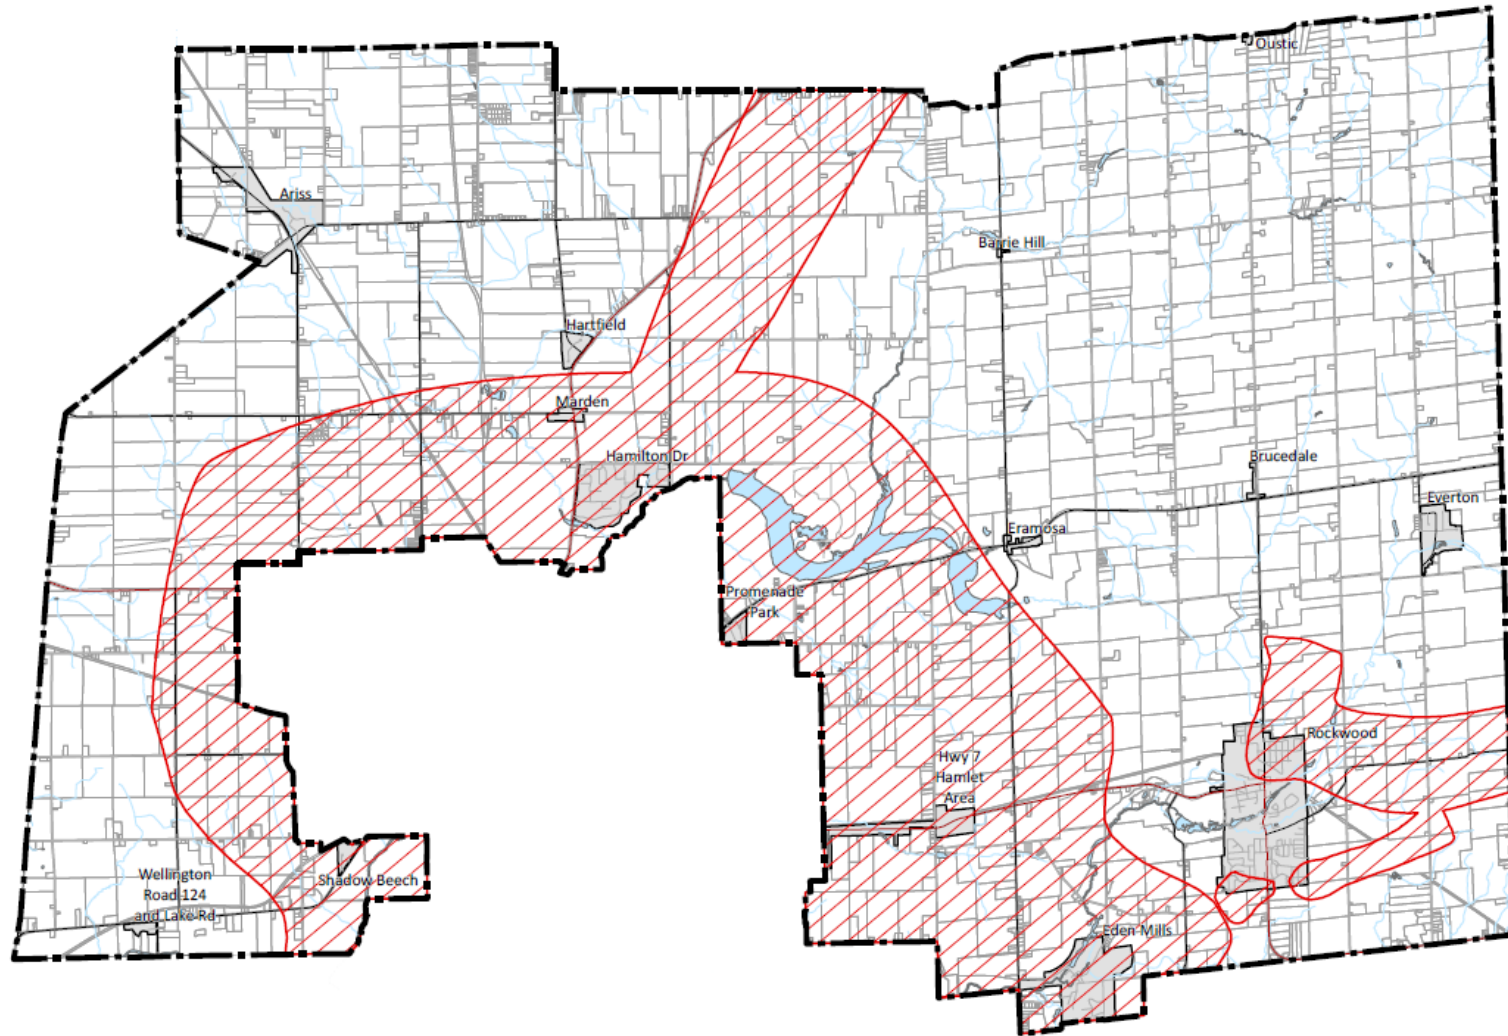 Oustic
Ariss
Barrie Hill
Hartfield
Marden
Hamilton Dr
Brucedale
Everton
Eramosa
Promenade
Park
Rockwood
Hwy 7
Hamlet
Area
Wellington
Road 124
and Lake Rd
Shadow Beech
Eden Mills